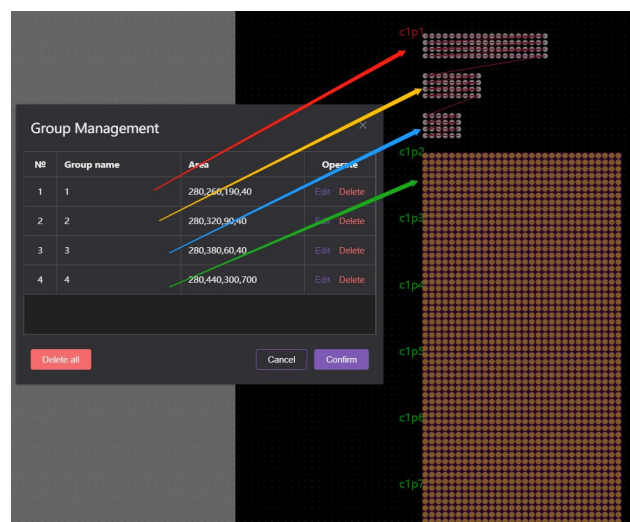 c1p1
Group Management ×
№ Group name Area Operate
1 1 280,260,190,40 Edit Delete
2 2 280,320,90,40 Edit Delete
3 3 280,380,60,40 Edit Delete
4 4 280,440,300,700 Edit Delete
Delete all Cancel Confirm
c1p2
c1p3
c1p4
c1p5
c1p6
c1p7